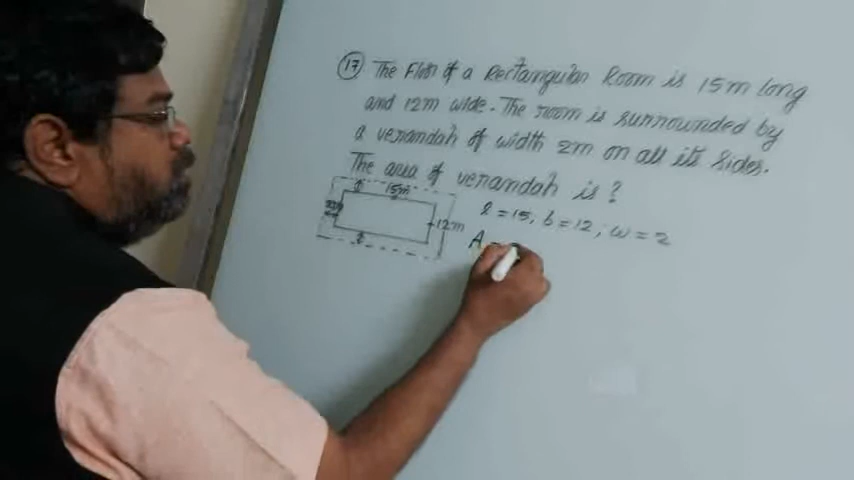 17 The Floor of a Rectangular Room is 15m long
and 12m wide. The room is surrounded by
a verandah of width 2m on all its sides.
The area of verandah is?
15m
12m
l = 15, b = 12, w = 2
A =